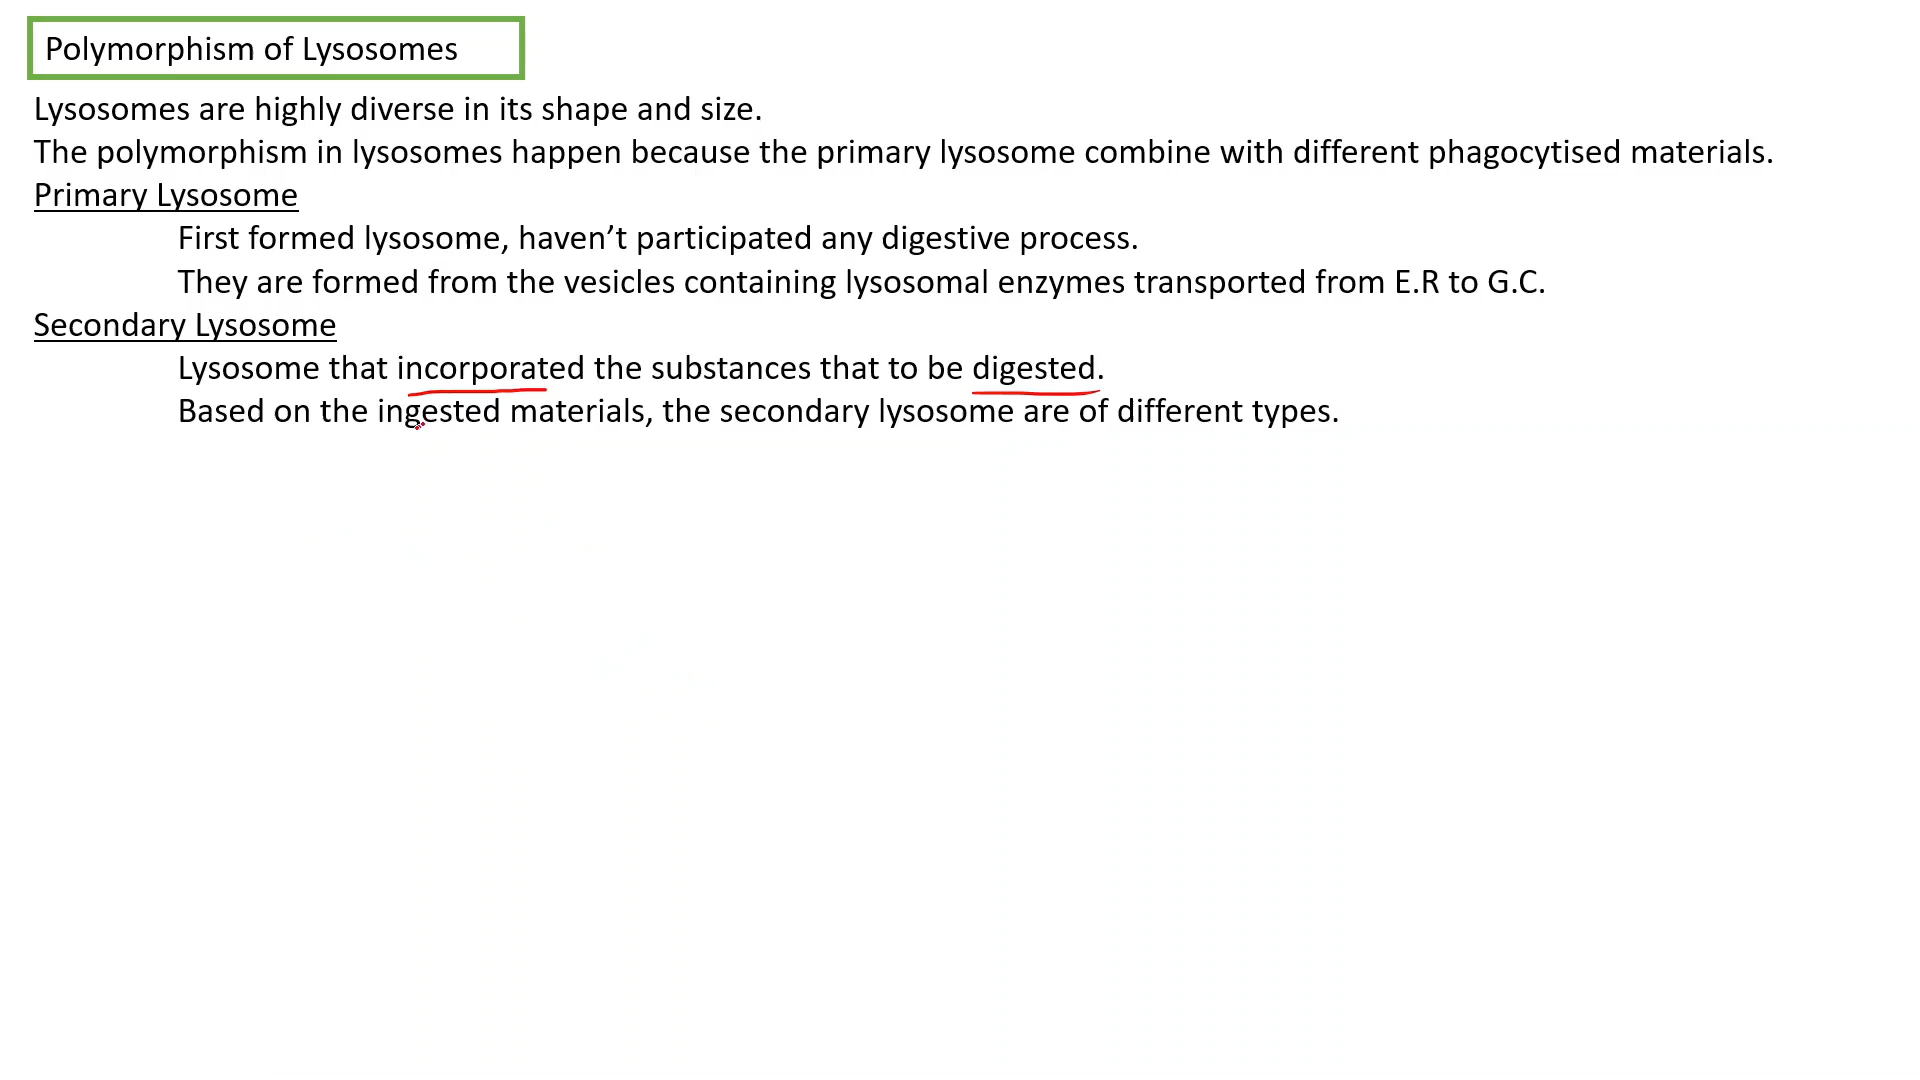 Polymorphism of Lysosomes
Lysosomes are highly diverse in its shape and size.
The polymorphism in lysosomes happen because the primary lysosome combine with different phagocytised materials.
Primary Lysosome
First formed lysosome, haven’t participated any digestive process.
They are formed from the vesicles containing lysosomal enzymes transported from E.R to G.C.
Secondary Lysosome
Lysosome that incorporated the substances that to be digested.
Based on the ingested materials, the secondary lysosome are of different types.